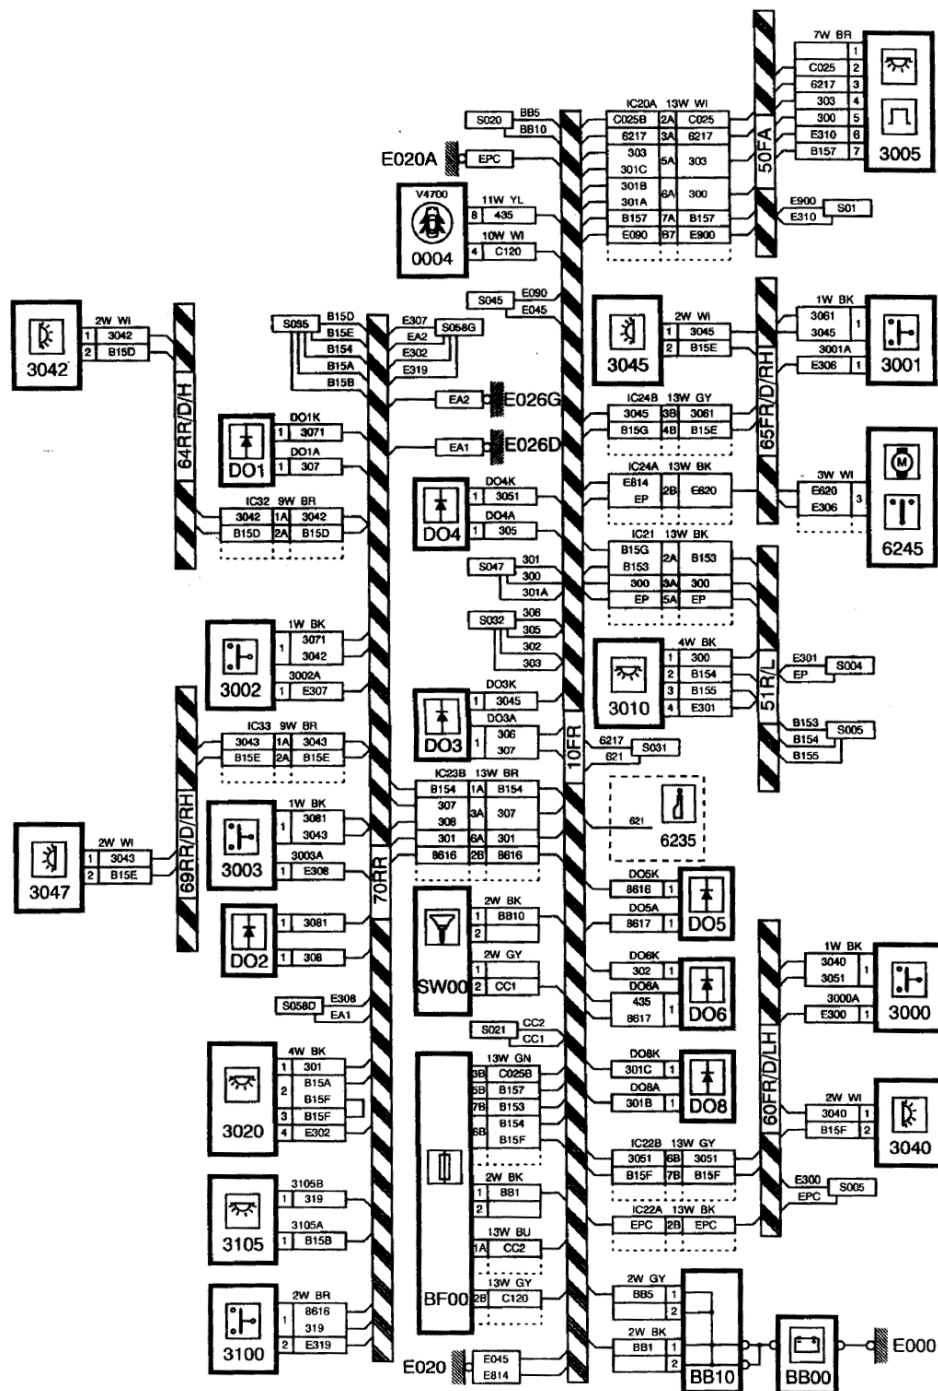 7W BR
1
C025 2
6217 3
303 4
300 5
E310 6
B157 7
3005
50FA
E900
E310
S01
IC20A 13W WI
C025B 2A C025
6217 3A 6217
303
301C
5A 303
301B
301A
6A 300
B157 7A B157
E090 B7 E900
S020
BB5
BB10
E020A
EPC
V4700
0004
11W YL
8 435
10W WI
4 C120
S045
E090
E045
3042
2W WI
1 3042
2 B15D
64RR/D/H
B15D
B15E
B154
B15A
B15B
E307
EA2
E302
E319
S058G
EA2
E026G
EA1
E026D
DO1
DO1K
1 3071
DO1A
1 307
IC32 9W BR
3042 1A 3042
B15D 2A B15D
3045
2W WI
1 3045
2 B15E
65FR/D/RH
1W BK
3061
3045
1
3001A
E306 1
3001
IC24B 13W GY
3045 3B 3061
B15G 4B B15E
IC24A 13W BK
E814
EP
2B E620
3W WI
E620
E306
3
M
6245
DO4
DO4K
1 3051
DO4A
1 305
IC21 13W BK
B15G
B153
2A B153
300 3A 300
EP 5A EP
S047
301
300
301A
S032
306
305
302
303
3010
4W BK
1 300
2 B154
3 B155
4 E301
51R/L
E301
EP
S004
B153
B154
B155
S005
3002
1W BK
3071
3042
1
3002A
1 E307
DO3
DO3K
1 3045
DO3A
306
307
1
10FR
6217
621
S031
621
6235
IC33 9W BR
3043 1A 3043
B15E 2A B15E
69RR/D/RH
3047
2W WI
1 3043
2 B15E
3003
1W BK
3081
3043
1
3003A
1 E308
DO2
1 3081
1 308
70RR
IC23B 13W BR
B154 1A B154
307
308
3A 307
301 6A 301
8616 2B 8616
SW00
2W BK
1 BB10
2
2W GY
1
2 CC1
S021
CC2
CC1
DO5K
8616 1
DO5A
8617 1
DO5
DO6K
302 1
DO6A
435
8617
1
DO6
DO8K
301C 1
DO8A
301B 1
DO8
60FR/D/LH
1W BK
3040
3051
1
3000A
E300 1
3000
2W WI
3040 1
B15F 2
3040
E300
EPC
S005
IC22B 13W GY
3051 6B 3051
B15F 7B B15F
IC22A 13W BK
EPC 2B EPC
S058D
E308
EA1
3020
4W BK
1 301
2 B15A
B15F
3 B15F
4 E302
3105
3105B
1 319
3105A
1 B15B
3100
2W BR
8616
1
319
2 E319
BF00
13W GN
3B C025B
5B B157
7B B153
6B B154
B15F
2W BK
1 BB1
2
13W BU
1A CC2
13W GY
2B C120
E020
E045
E814
2W GY
BB5 1
2
2W BK
BB1 1
2
BB10
BB00
E000